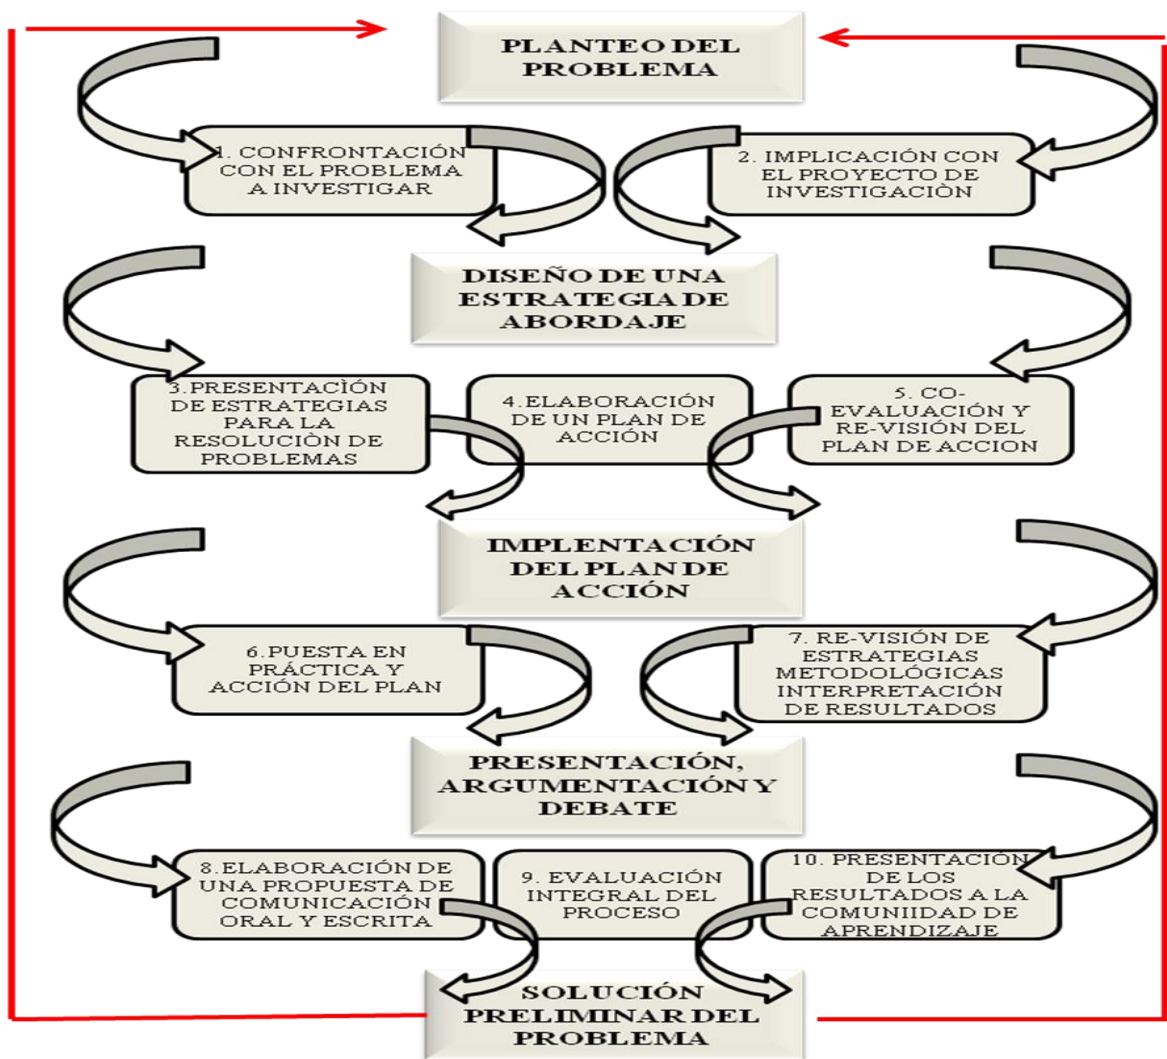 PLANTEO DEL
PROBLEMA
1. CONFRONTACIÓN
CON EL PROBLEMA
A INVESTIGAR
2. IMPLICACIÓN CON
EL PROYECTO DE
INVESTIGACIÒN
DISEÑO DE UNA
ESTRATEGIA DE
ABORDAJE
3.PRESENTACÌÓN
DE ESTRATEGIAS
PARA LA
RESOLUCIÒN DE
PROBLEMAS
4.ELABORACIÓN
DE UN PLAN DE
ACCIÓN
5. CO-
EVALUACIÓN Y
RE-VISIÓN DEL
PLAN DE ACCION
IMPLENTACIÓN
DEL PLAN DE
ACCIÓN
6.PUESTA EN
PRÁCTICA Y
ACCIÓN DEL PLAN
7. RE-VISIÓN DE
ESTRATEGIAS
METODOLÓGICAS
INTERPRETACIÓN
DE RESULTADOS
PRESENTACIÓN,
ARGUMENTACIÓN Y
DEBATE
8.ELABORACIÓN DE
UNA PROPUESTA DE
COMUNICACIÓN
ORAL Y ESCRITA
9. EVALUACIÓN
INTEGRAL DEL
PROCESO
10. PRESENTACIÓN
DE LOS
RESULTADOS A LA
COMUNIIDAD DE
APRENDIZAJE
SOLUCIÓN
PRELIMINAR DEL
PROBLEMA